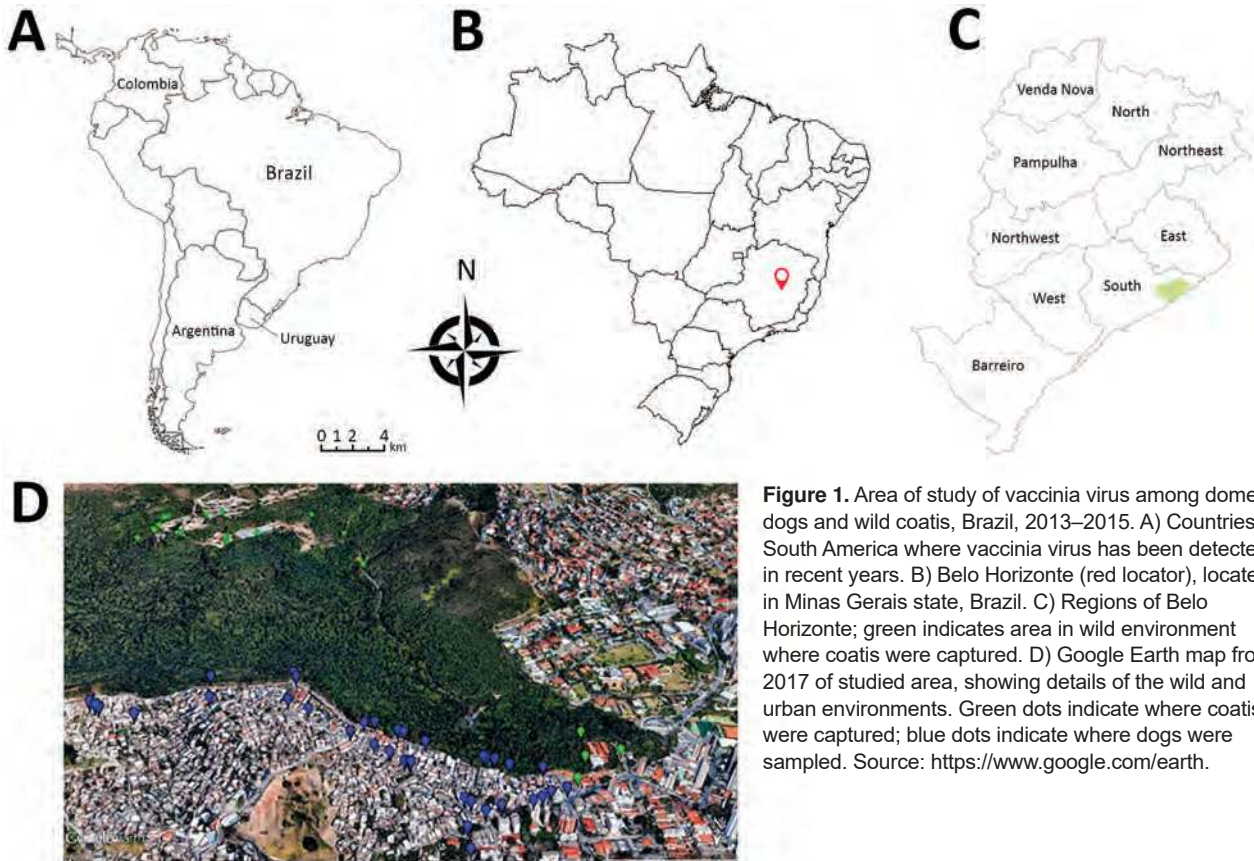 A
B
C
Colombia
Brazil
Argentina
Uruguay
N
0 1 2 4
km
Venda Nova
North
Northeast
Pampulha
Northwest
East
South
West
Barreiro
D
Figure 1. Area of study of vaccinia virus among dome
dogs and wild coatis, Brazil, 2013–2015. A) Countries
South America where vaccinia virus has been detecte
in recent years. B) Belo Horizonte (red locator), locate
in Minas Gerais state, Brazil. C) Regions of Belo
Horizonte; green indicates area in wild environment
where coatis were captured. D) Google Earth map fro
2017 of studied area, showing details of the wild and
urban environments. Green dots indicate where coatis
were captured; blue dots indicate where dogs were
sampled. Source: https://www.google.com/earth.